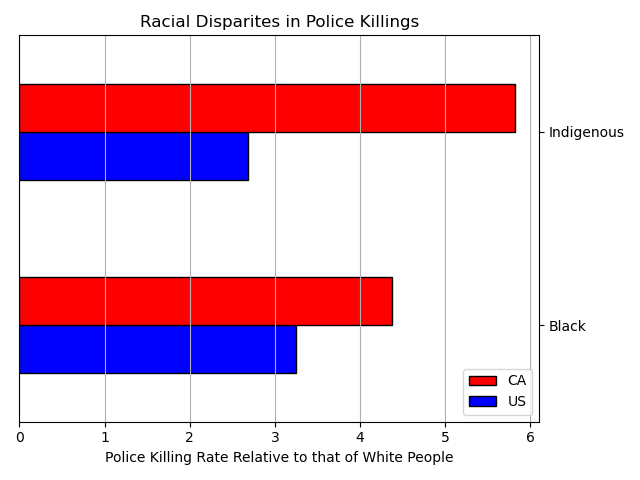 Racial Disparites in Police Killings
Indigenous
Black
CA
US
0 1 2 3 4 5 6
Police Killing Rate Relative to that of White People